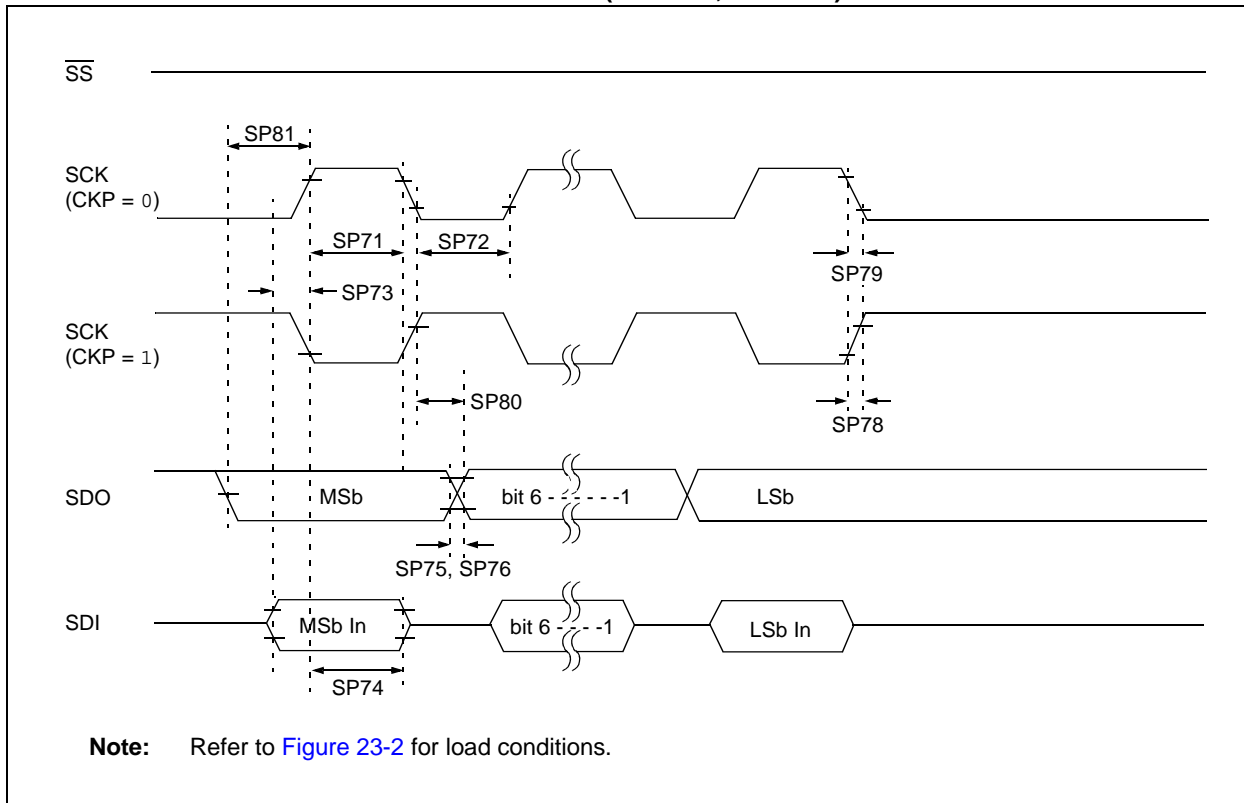 SS
SP81
SCK
(CKP = 0)
SP71
SP72
SP79
SP73
SCK
(CKP = 1)
SP80
SP78
SDO
MSb
bit 6 - - - - - -1
LSb
SP75, SP76
SDI
MSb In
bit 6 - - - -1
LSb In
SP74
Note: Refer to Figure 23-2 for load conditions.